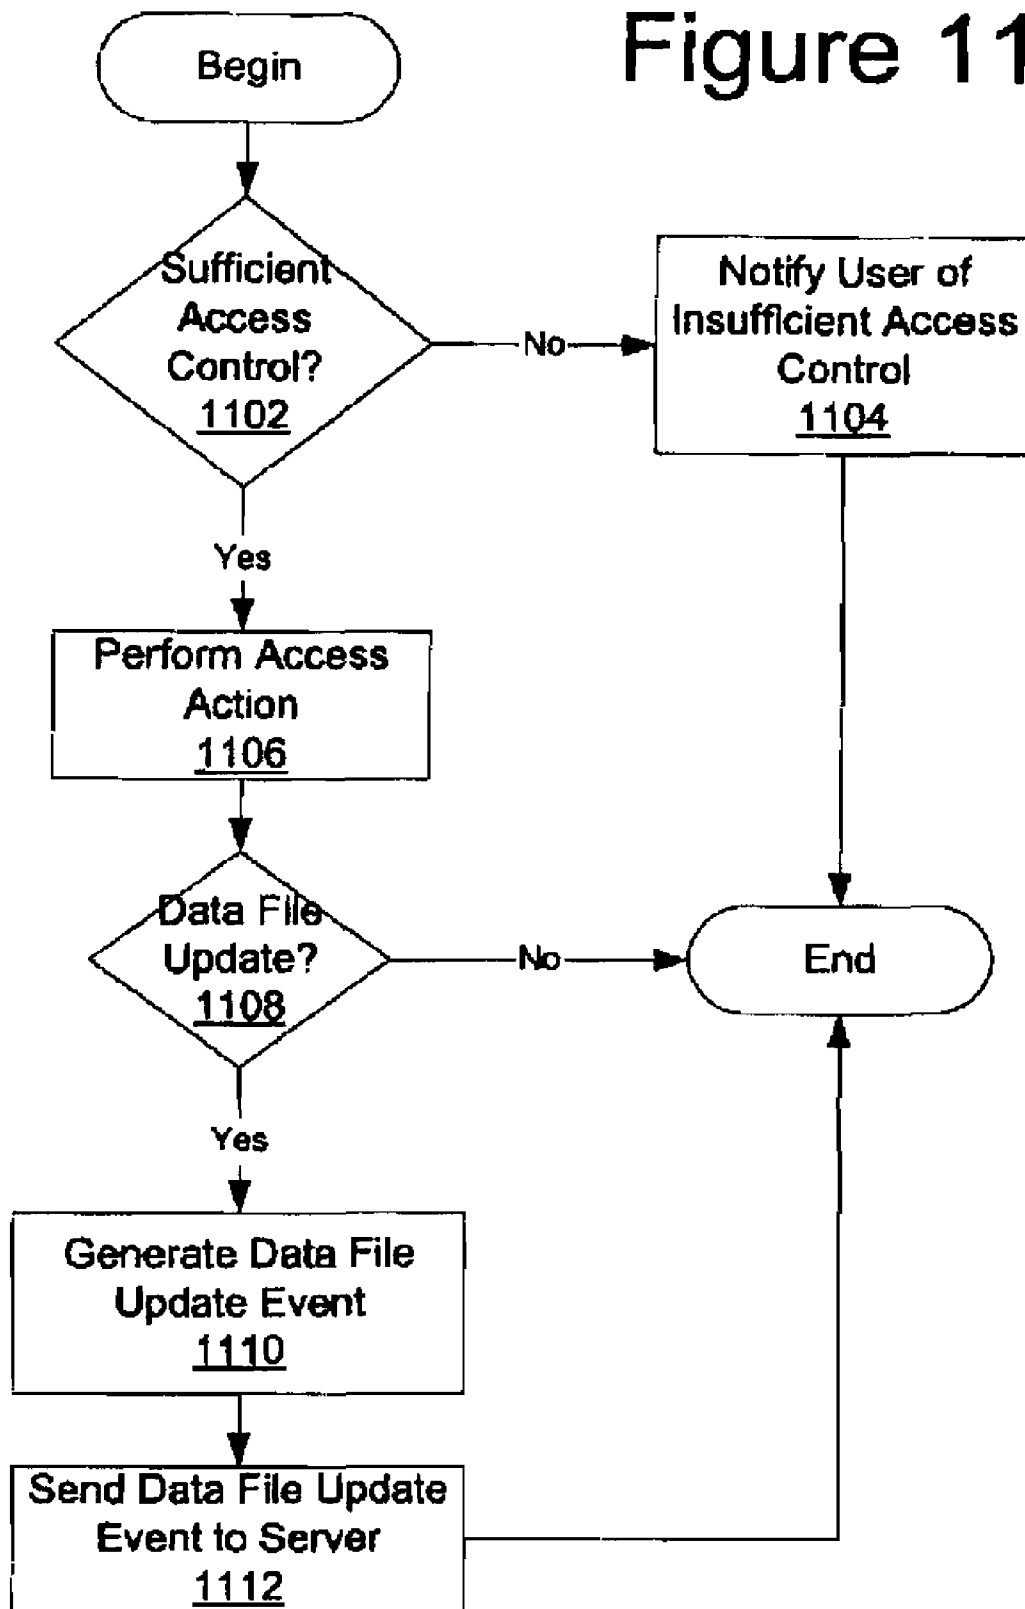 Figure 11
Begin
Sufficient
Access
Control?
1102
No
Notify User of
Insufficient Access
Control
1104
Yes
Perform Access
Action
1106
Data File
Update?
1108
No
End
Yes
Generate Data File
Update Event
1110
Send Data File Update
Event to Server
1112